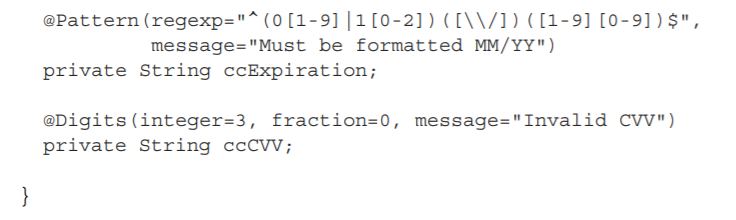 @Pattern(regexp="^(0[1-9]|1[0-2])([\\/])([1-9][0-9])$",
message="Must be formatted MM/YY")
private String ccExpiration;
@Digits(integer=3, fraction=0, message="Invalid CVV")
private String ccCVV;
}